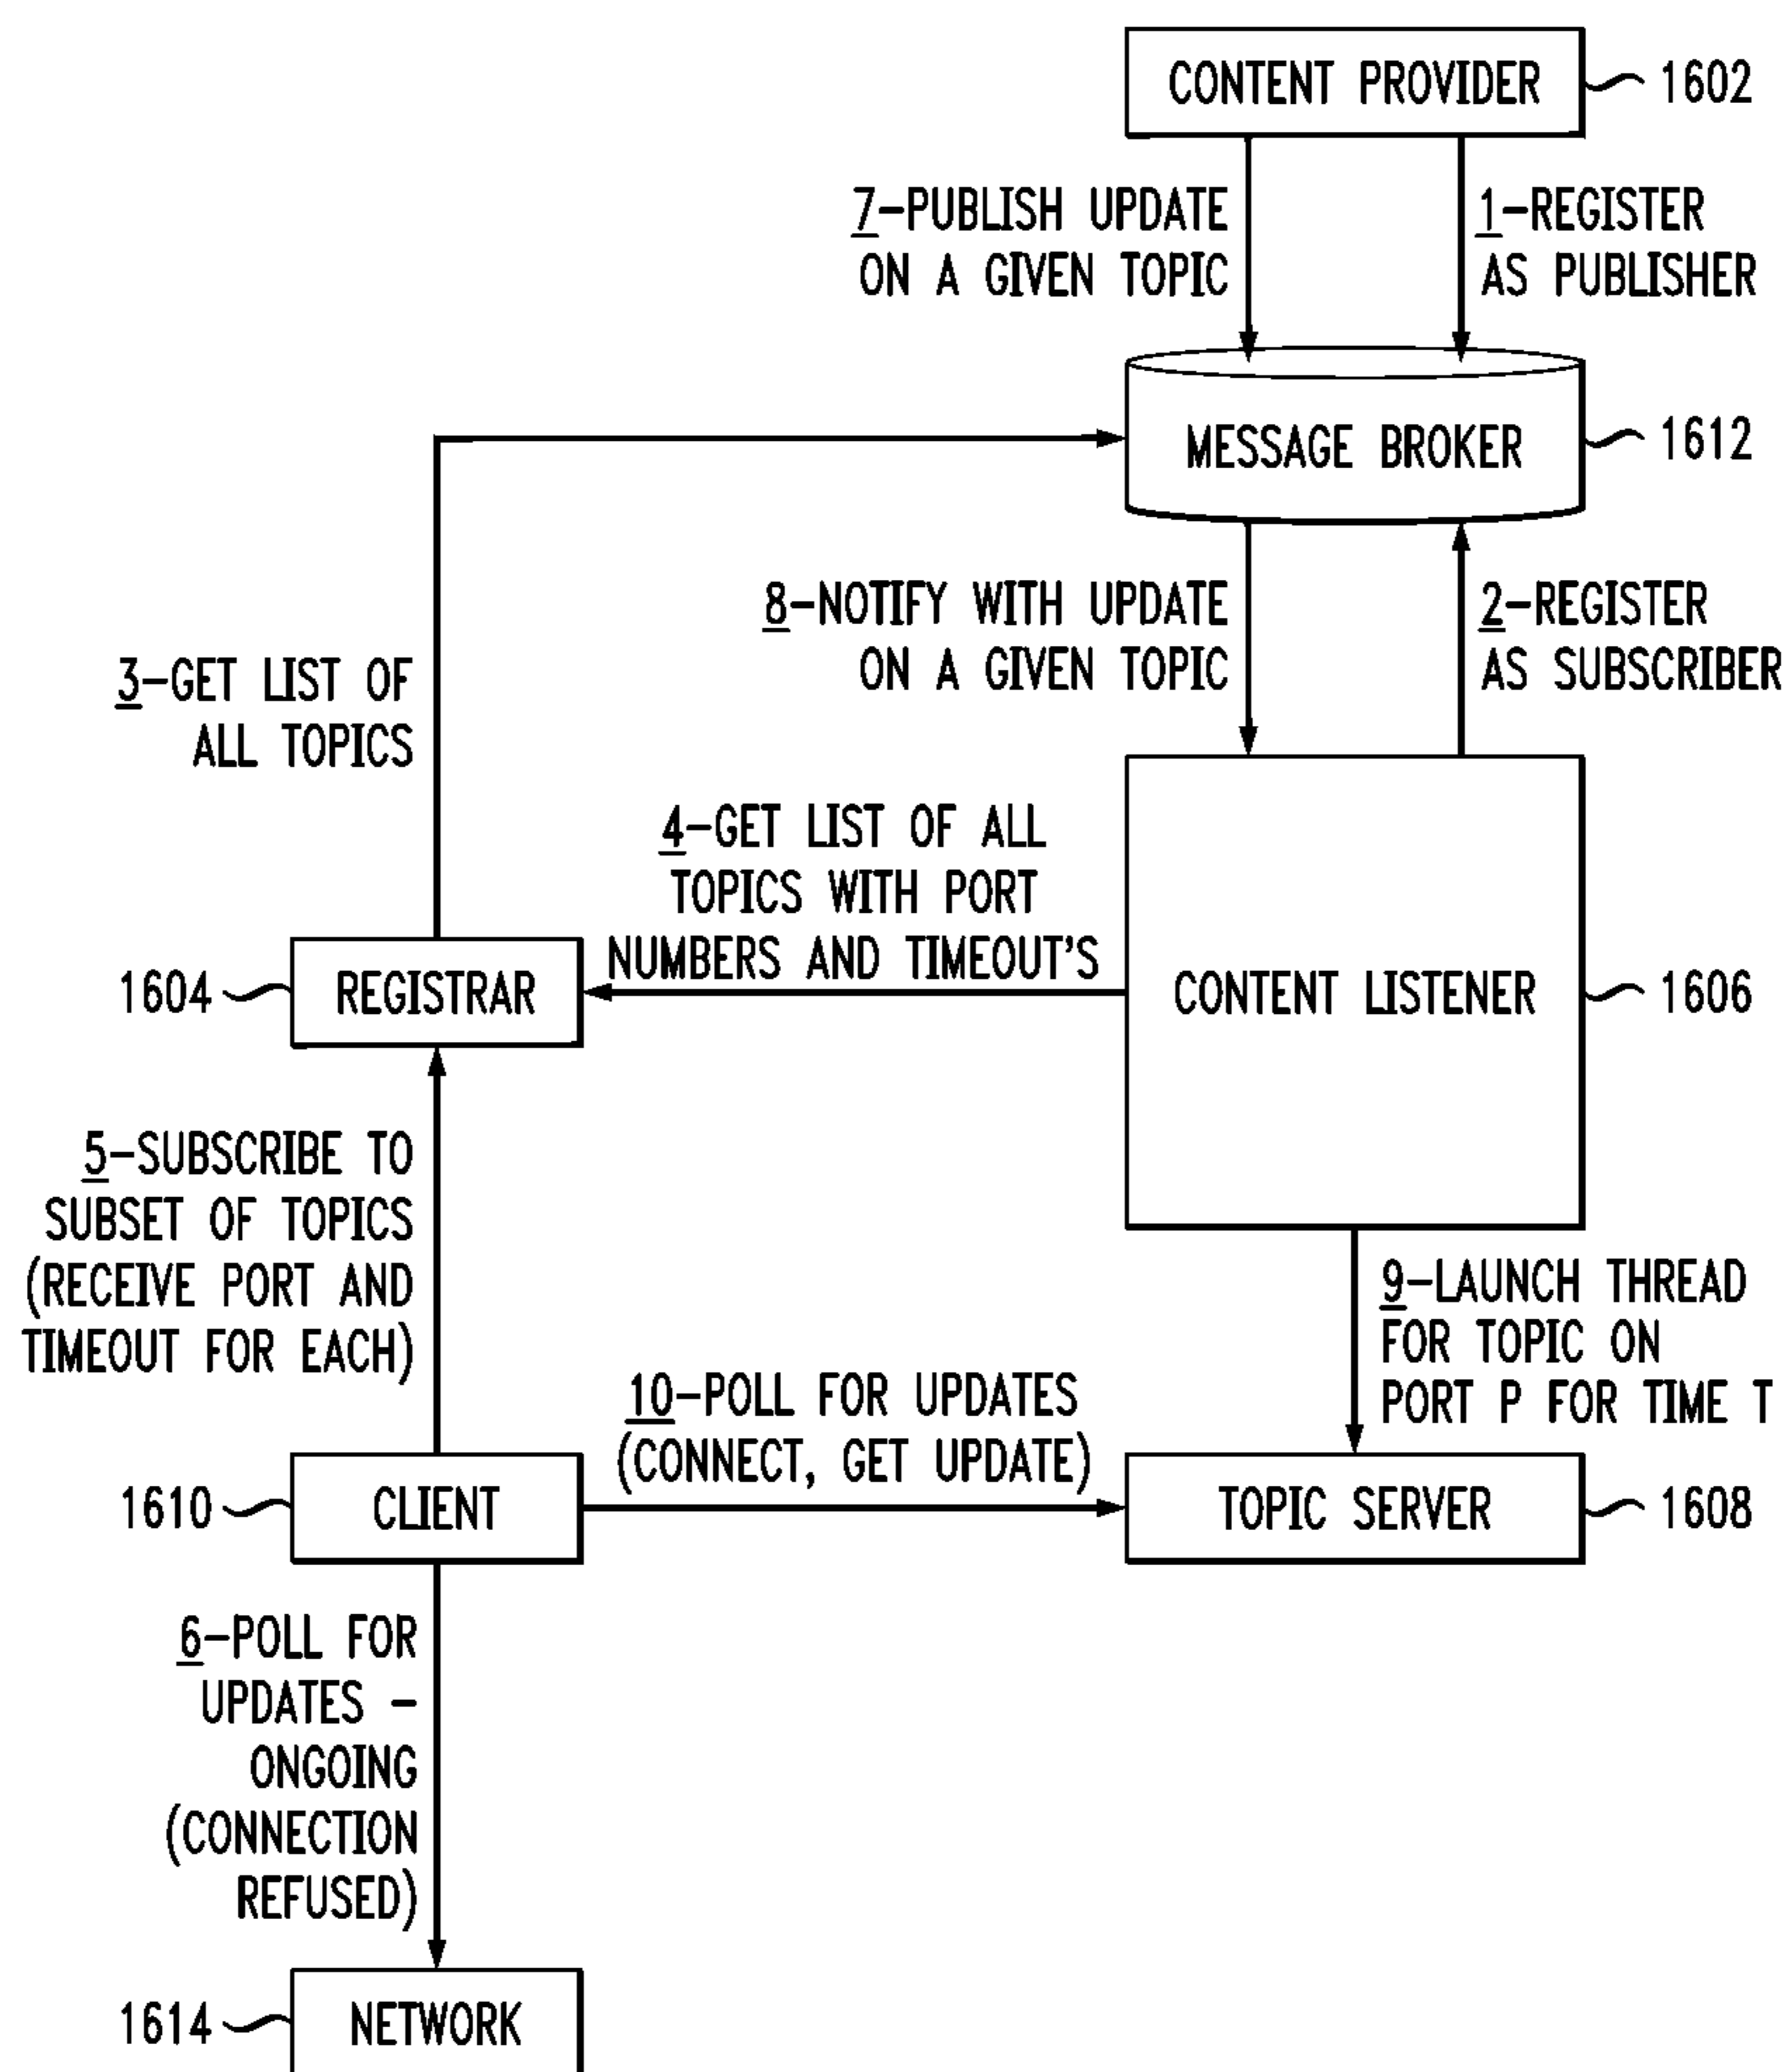 CONTENT PROVIDER
1602
7-PUBLISH UPDATE
ON A GIVEN TOPIC
1-REGISTER
AS PUBLISHER
MESSAGE BROKER
1612
8-NOTIFY WITH UPDATE
ON A GIVEN TOPIC
2-REGISTER
AS SUBSCRIBER
3-GET LIST OF
ALL TOPICS
4-GET LIST OF ALL
TOPICS WITH PORT
NUMBERS AND TIMEOUT'S
1604
REGISTRAR
CONTENT LISTENER
1606
5-SUBSCRIBE TO
SUBSET OF TOPICS
(RECEIVE PORT AND
TIMEOUT FOR EACH)
9-LAUNCH THREAD
FOR TOPIC ON
PORT P FOR TIME T
10-POLL FOR UPDATES
(CONNECT, GET UPDATE)
1610
CLIENT
TOPIC SERVER
1608
6-POLL FOR
UPDATES -
ONGOING
(CONNECTION
REFUSED)
1614
NETWORK